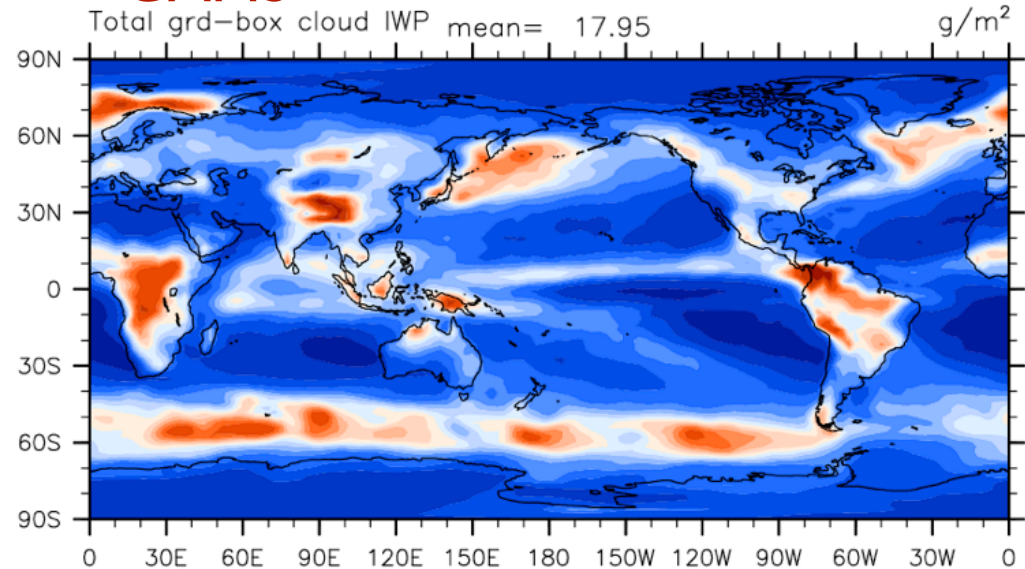 Total grd-box cloud IWP mean= 17.95 g/m²
90N
60N
30N
0
30S
60S
90S
0 30E 60E 90E 120E 150E 180 150W 120W 90W 60W 30W 0